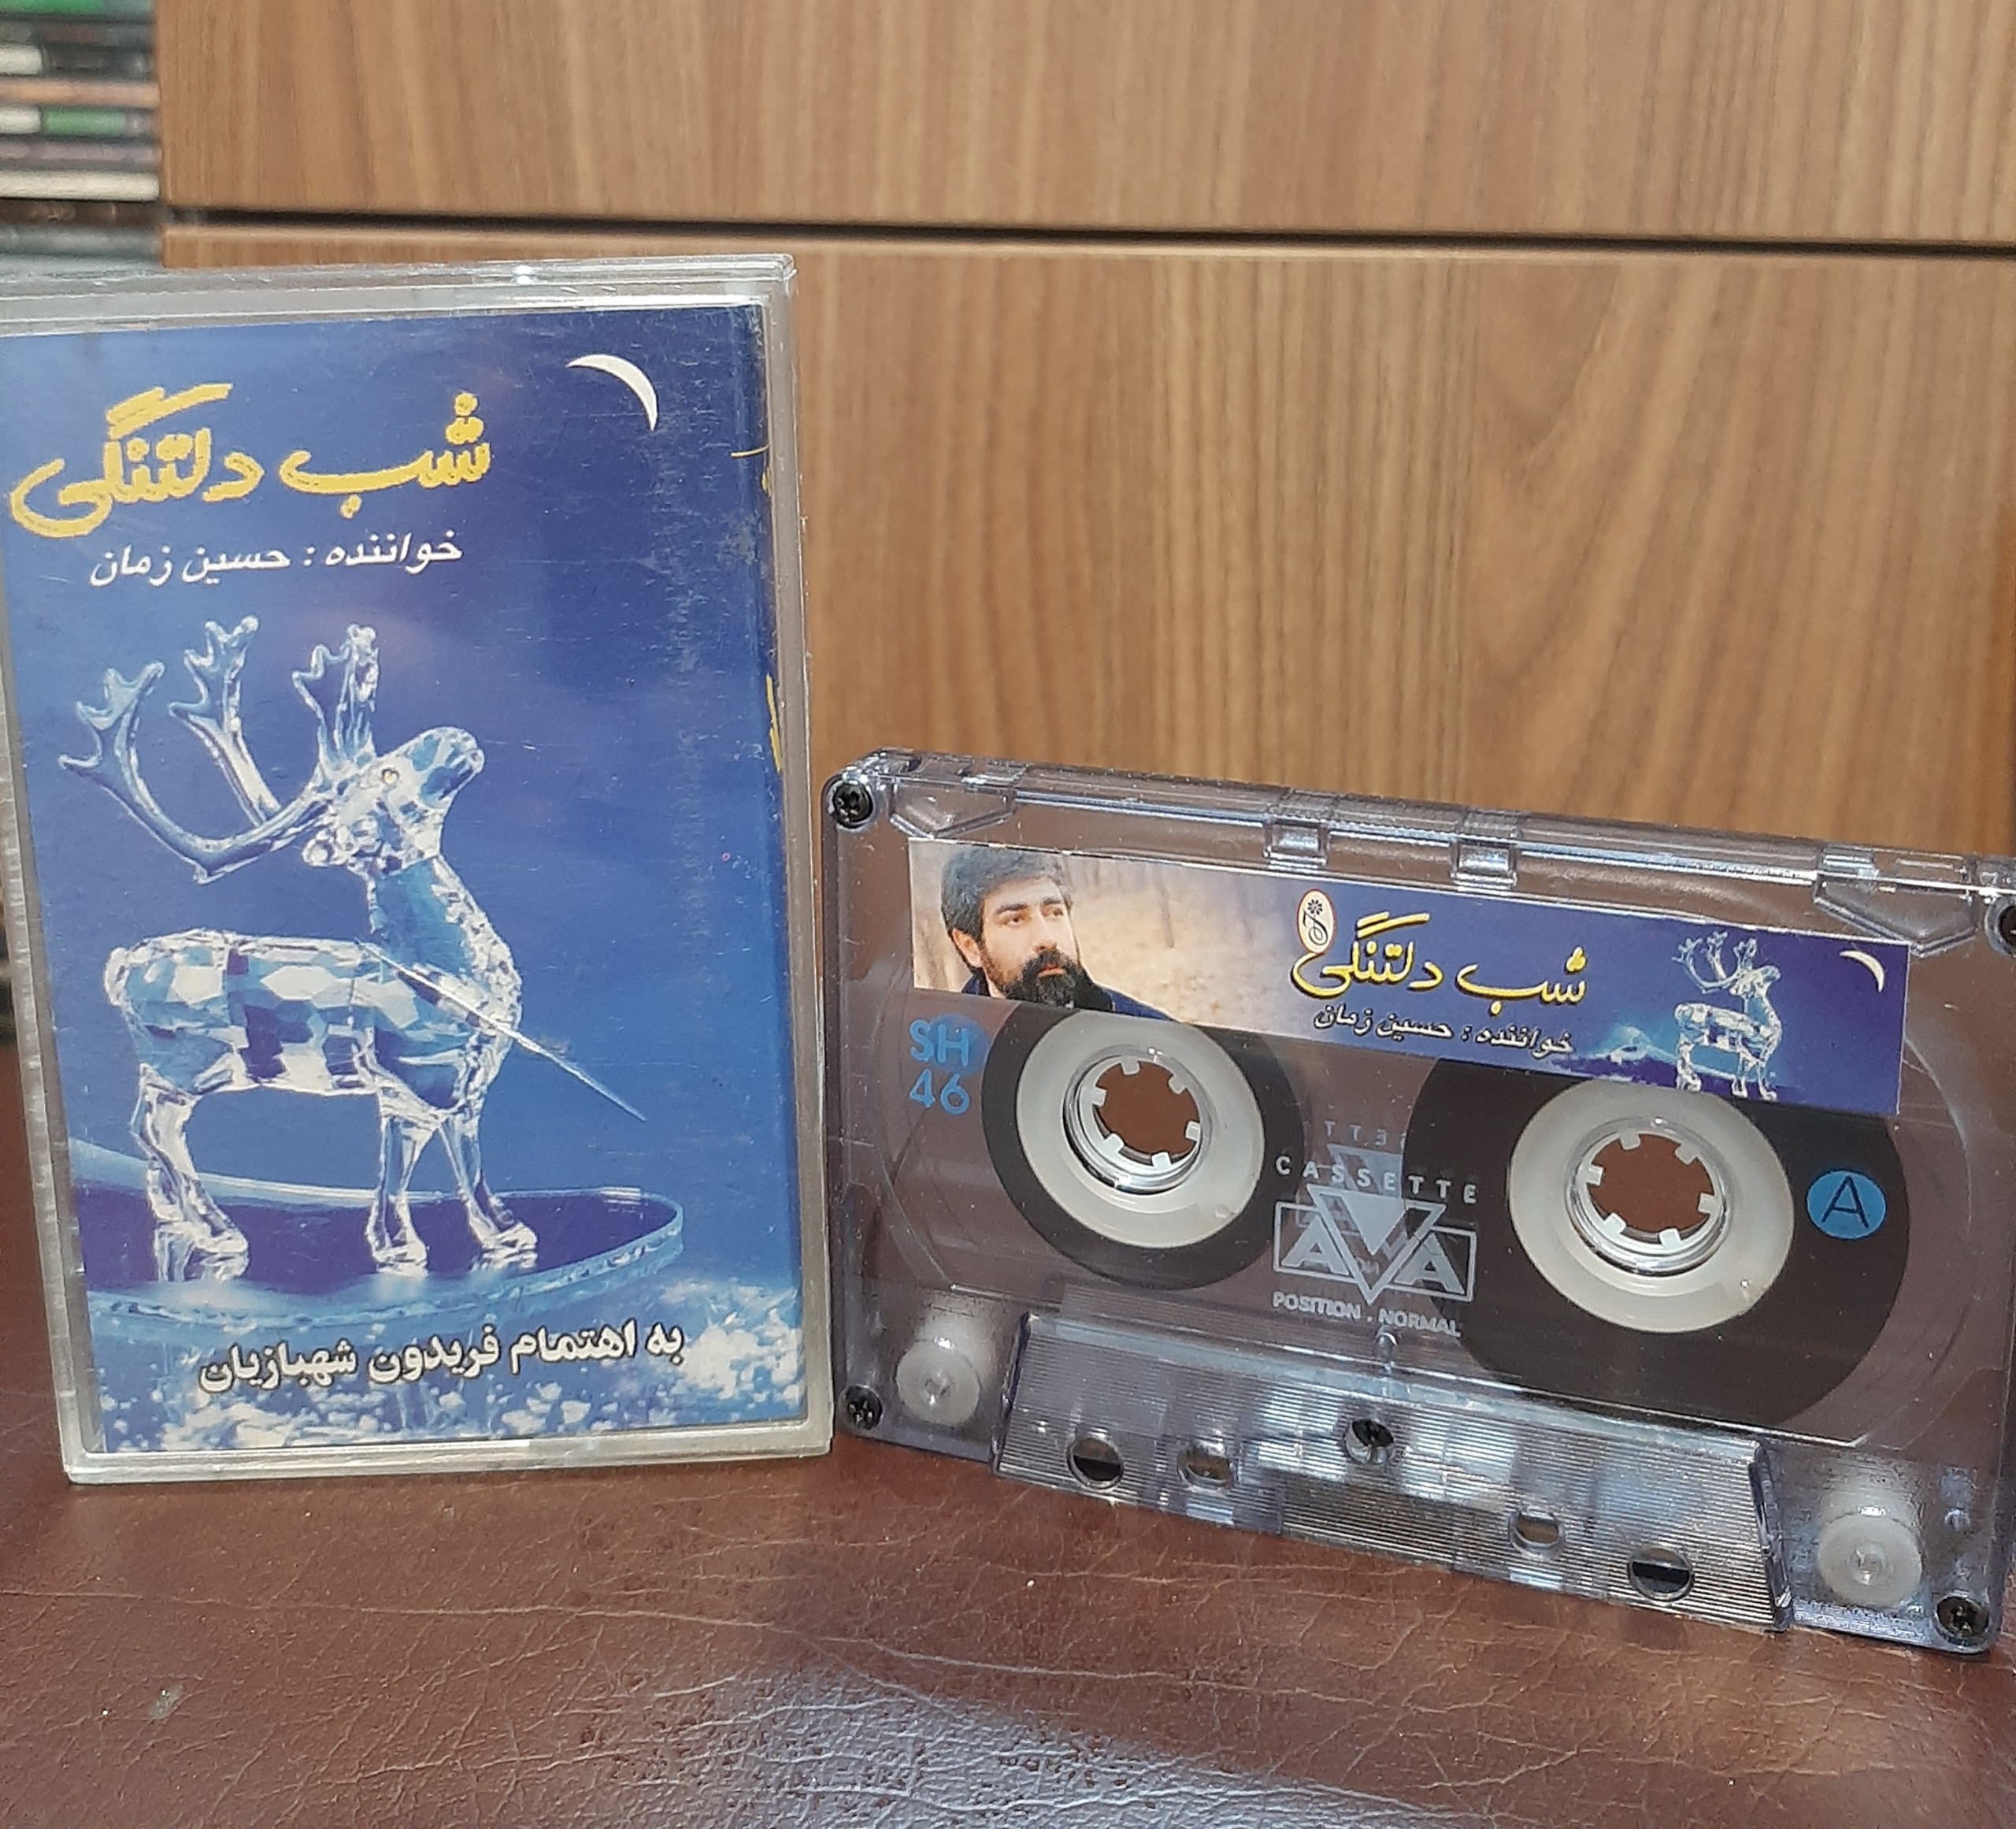 شب دلتنگی
خواننده : حسین زمان
به اهتمام فریدون شهبازیان
شب دلتنگی
خواننده : حسین زمان
SH
46
CASSETTE
AVA
POSITION . NORMAL
A